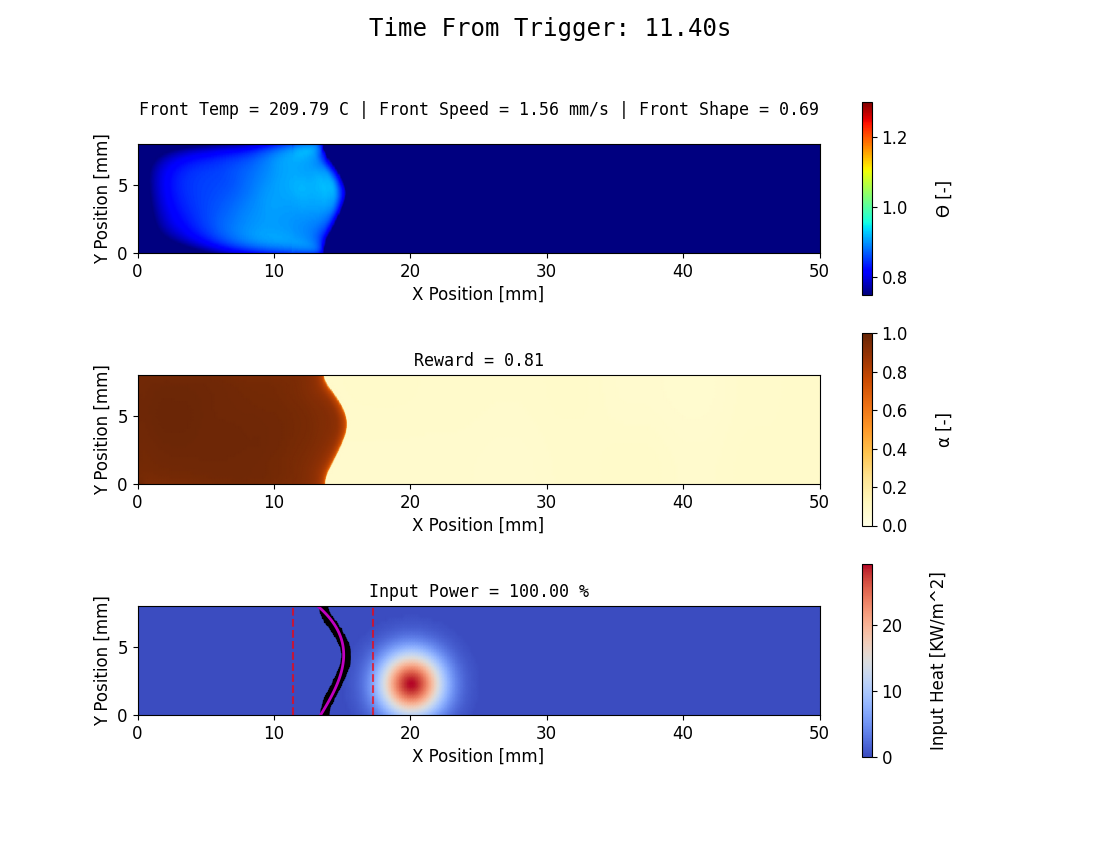 Time From Trigger: 11.40s
Front Temp = 209.79 C | Front Speed = 1.56 mm/s | Front Shape = 0.69
Y Position [mm]
5
0
0 10 20 30 40 50
X Position [mm]
1.2
1.0
0.8
Θ [-]
Reward = 0.81
Y Position [mm]
5
0
0 10 20 30 40 50
X Position [mm]
1.0
0.8
0.6
0.4
0.2
0.0
α [-]
Input Power = 100.00 %
Y Position [mm]
5
0
0 10 20 30 40 50
X Position [mm]
20
10
0
Input Heat [KW/m^2]